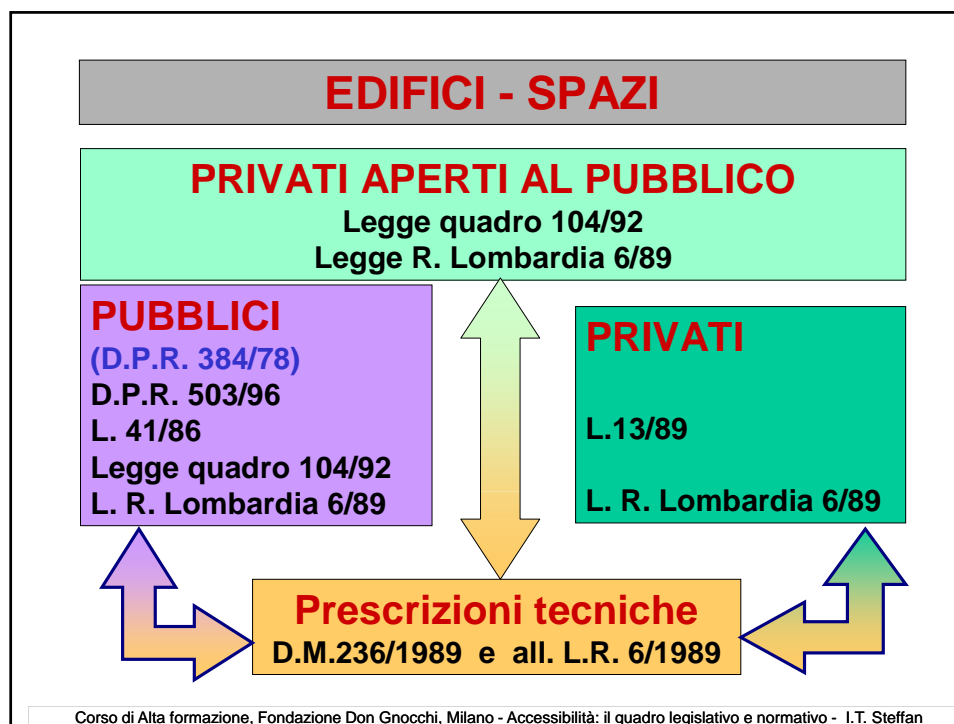 EDIFICI - SPAZI
PRIVATI APERTI AL PUBBLICO
Legge quadro 104/92
Legge R. Lombardia 6/89
PUBBLICI
(D.P.R. 384/78)
D.P.R. 503/96
L. 41/86
Legge quadro 104/92
L. R. Lombardia 6/89
PRIVATI
L.13/89
L. R. Lombardia 6/89
Prescrizioni tecniche
D.M.236/1989 e all. L.R. 6/1989
Corso di Alta formazione, Fondazione Don Gnocchi, Milano - Accessibilità: il quadro legislativo e normativo - I.T. Steffan